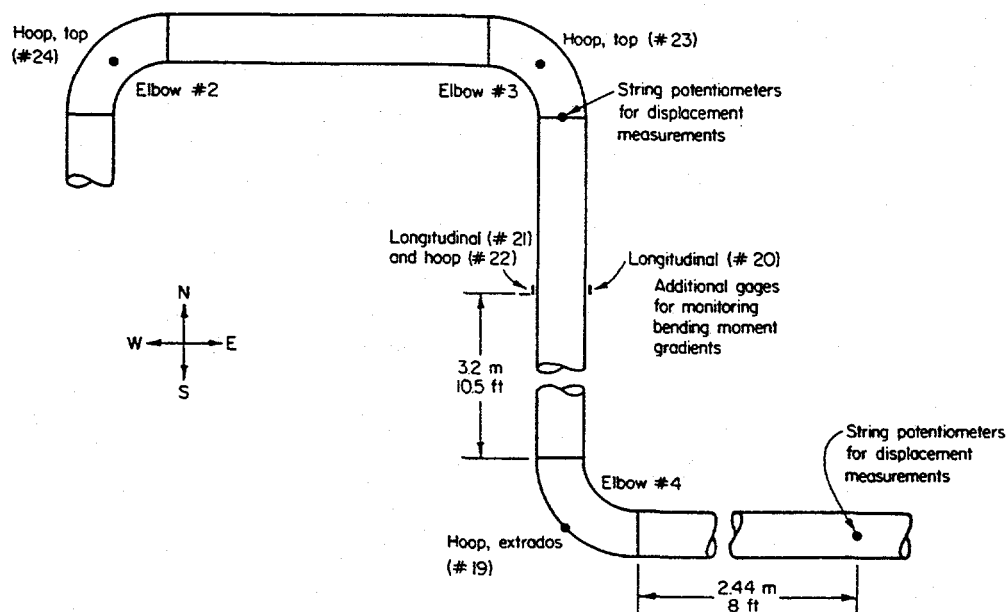 Hoop, top
(#24)
Hoop, top (#23)
Elbow #2
Elbow #3
String potentiometers
for displacement
measurements
Longitudinal (#21)
and hoop (#22)
Longitudinal (#20)
Additional gages
for monitoring
bending moment
gradients
N
W E
S
3.2 m
10.5 ft
String potentiometers
for displacement
measurements
Elbow #4
Hoop, extrados
(#19)
2.44 m
8 ft